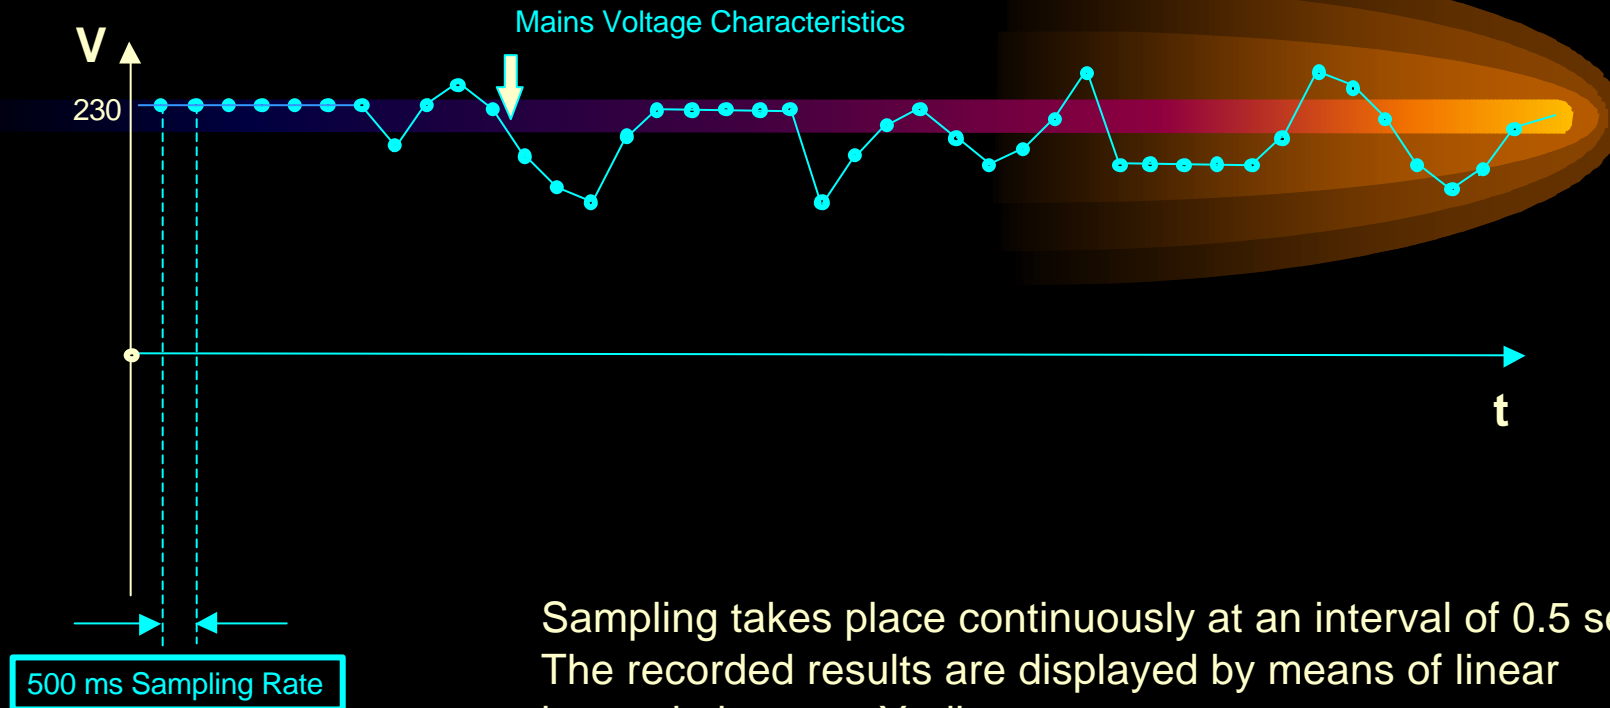 Mains Voltage Characteristics
V
230
t
500 ms Sampling Rate
Sampling takes place continuously at an interval of 0.5
The recorded results are displayed by means of linear